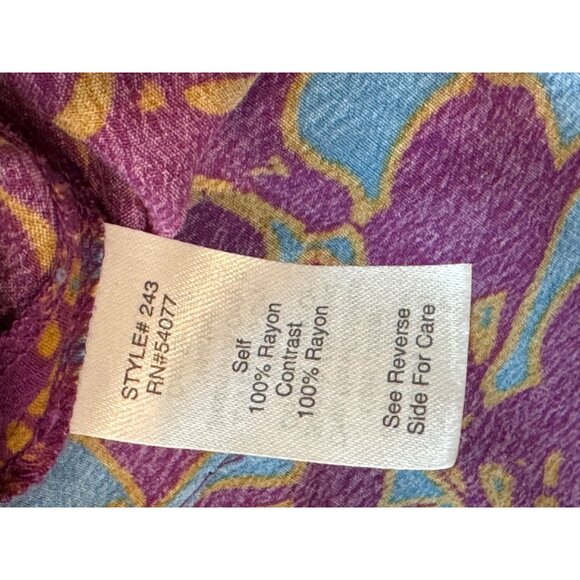 STYLE# 243
RN#54077
Self
100% Rayon
Contrast
100% Rayon
See Reverse
Side For Care